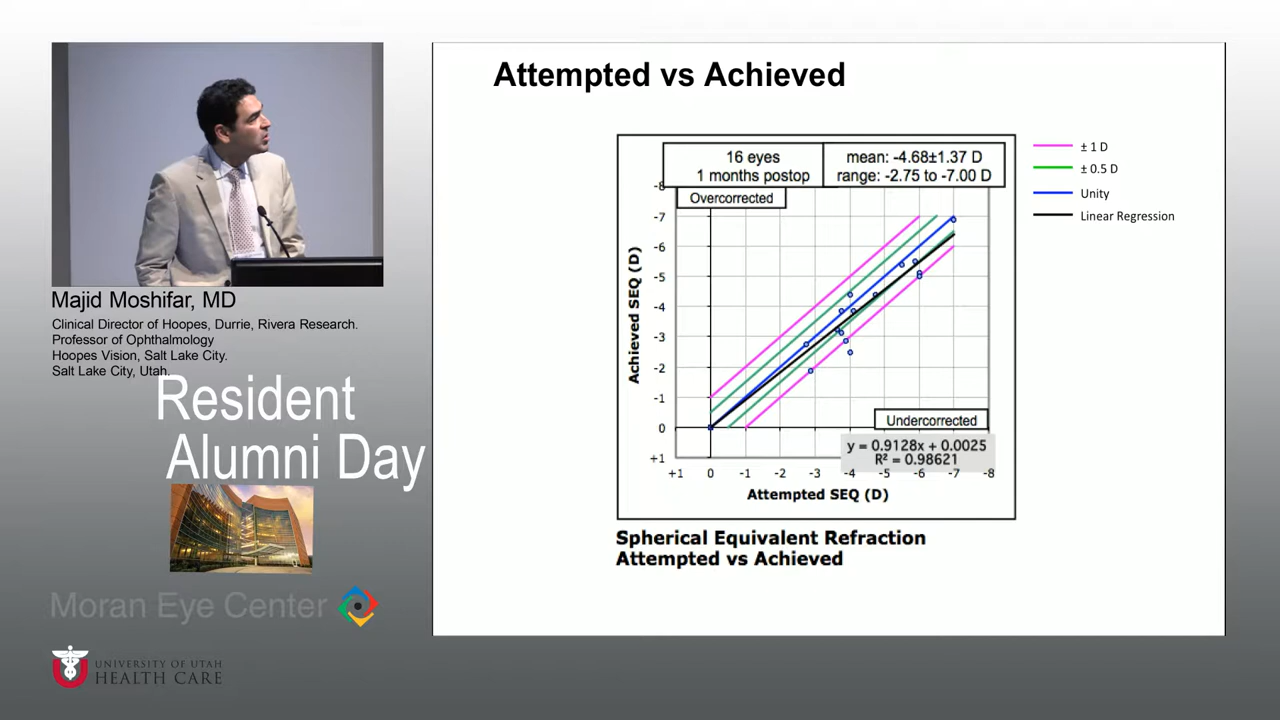 Attempted vs Achieved
16 eyes
1 months postop
mean: -4.68±1.37 D
range: -2.75 to -7.00 D
Overcorrected
-8
-7
-6
-5
-4
-3
-2
-1
0
+1
Achieved SEQ (D)
Undercorrected
y = 0.9128x + 0.0025
R² = 0.98621
+1 0 -1 -2 -3 -4 -5 -6 -7 -8
Attempted SEQ (D)
Spherical Equivalent Refraction
Attempted vs Achieved
± 1 D
± 0.5 D
Unity
Linear Regression
Majid Moshifar, MD
Clinical Director of Hoopes, Durrie, Rivera Research.
Professor of Ophthalmology
Hoopes Vision, Salt Lake City.
Salt Lake City, Utah.
Resident
Alumni Day
Moran Eye Center
U
UNIVERSITY OF UTAH
HEALTH CARE